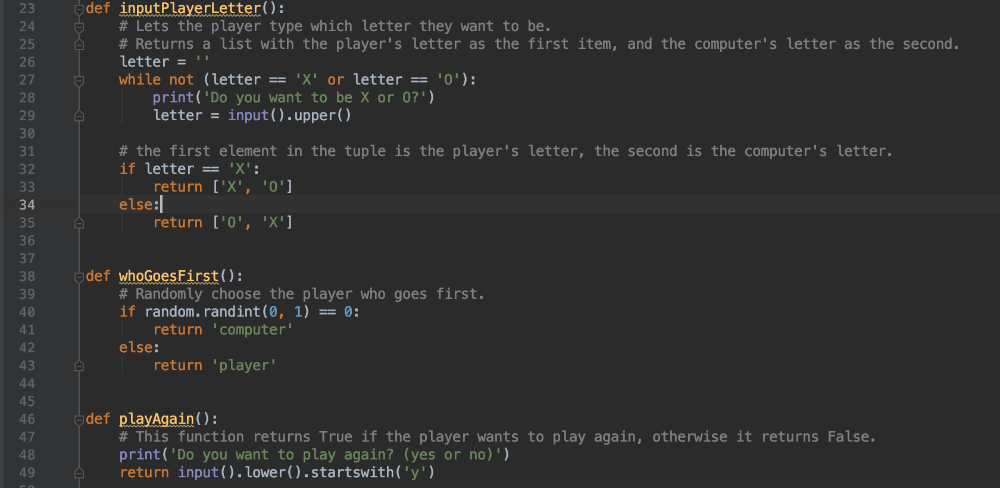 23 def inputPlayerLetter():
24     # Lets the player type which letter they want to be.
25     # Returns a list with the player's letter as the first item, and the computer's letter as the second.
26     letter = ''
27     while not (letter == 'X' or letter == 'O'):
28         print('Do you want to be X or O?')
29         letter = input().upper()
30
31     # the first element in the tuple is the player's letter, the second is the computer's letter.
32     if letter == 'X':
33         return ['X', 'O']
34     else:
35         return ['O', 'X']
36
37
38 def whoGoesFirst():
39     # Randomly choose the player who goes first.
40     if random.randint(0, 1) == 0:
41         return 'computer'
42     else:
43         return 'player'
44
45
46 def playAgain():
47     # This function returns True if the player wants to play again, otherwise it returns False.
48     print('Do you want to play again? (yes or no)')
49     return input().lower().startswith('y')